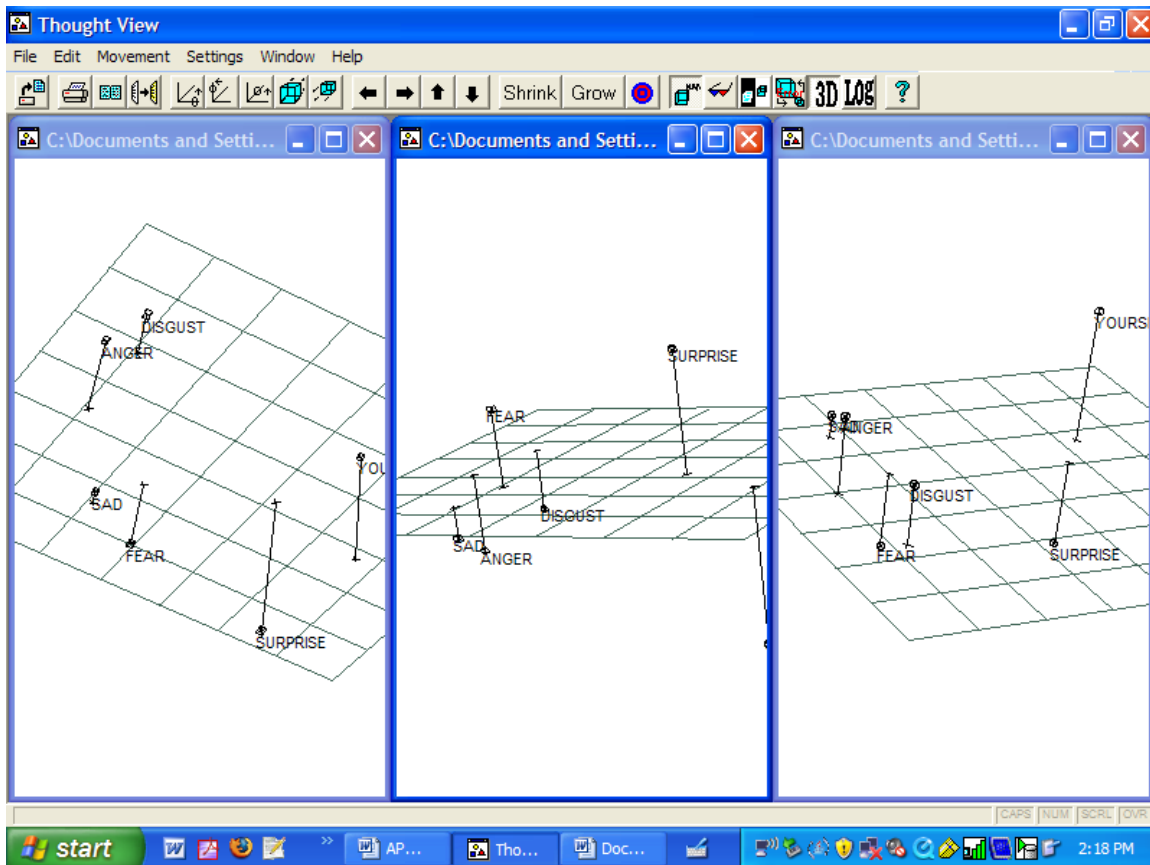 Thought View
File Edit Movement Settings Window Help
Shrink Grow 3D LOG ?
C:\Documents and Setti...
DISGUST
ANGER
YOU
SAD
FEAR
SURPRISE
C:\Documents and Setti...
SURPRISE
FEAR
DISGUST
SAD
ANGER
C:\Documents and Setti...
YOURS
SAD
ANGER
DISGUST
FEAR
SURPRISE
CAPS NUM SCRL OVR
start » AP... Tho... Doc... 2:18 PM